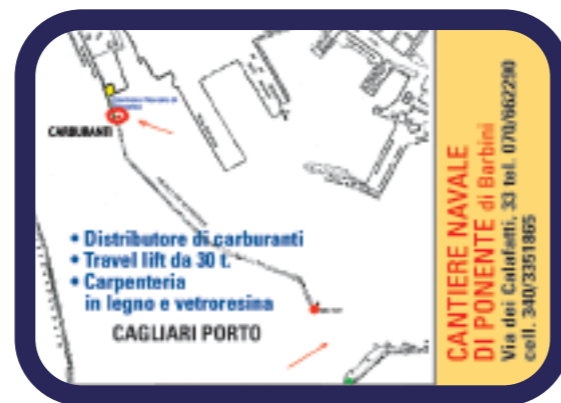 CARBURANTI
• Distributore di carburanti
• Travel lift da 30 t.
• Carpenteria
in legno e vetroresina
CAGLIARI PORTO
CANTIERE NAVALE
DI PONENTE di Barbini
Via dei Calafatti, 33 tel. 070/662290
cell. 340/3351865